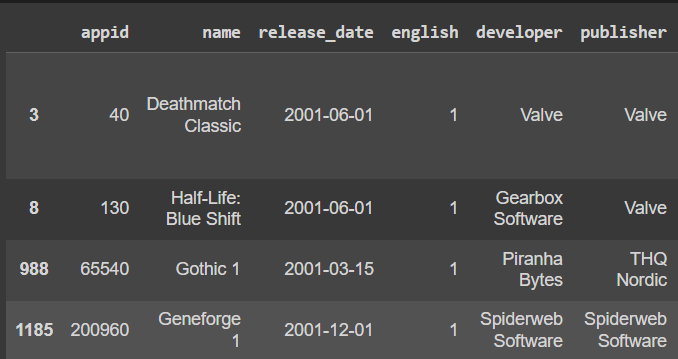 appid name release_date english developer publisher
3 40 Deathmatch Classic 2001-06-01 1 Valve Valve
8 130 Half-Life: Blue Shift 2001-06-01 1 Gearbox Software Valve
988 65540 Gothic 1 2001-03-15 1 Piranha Bytes THQ Nordic
1185 200960 Geneforge 1 2001-12-01 1 Spiderweb Software Spiderweb Software